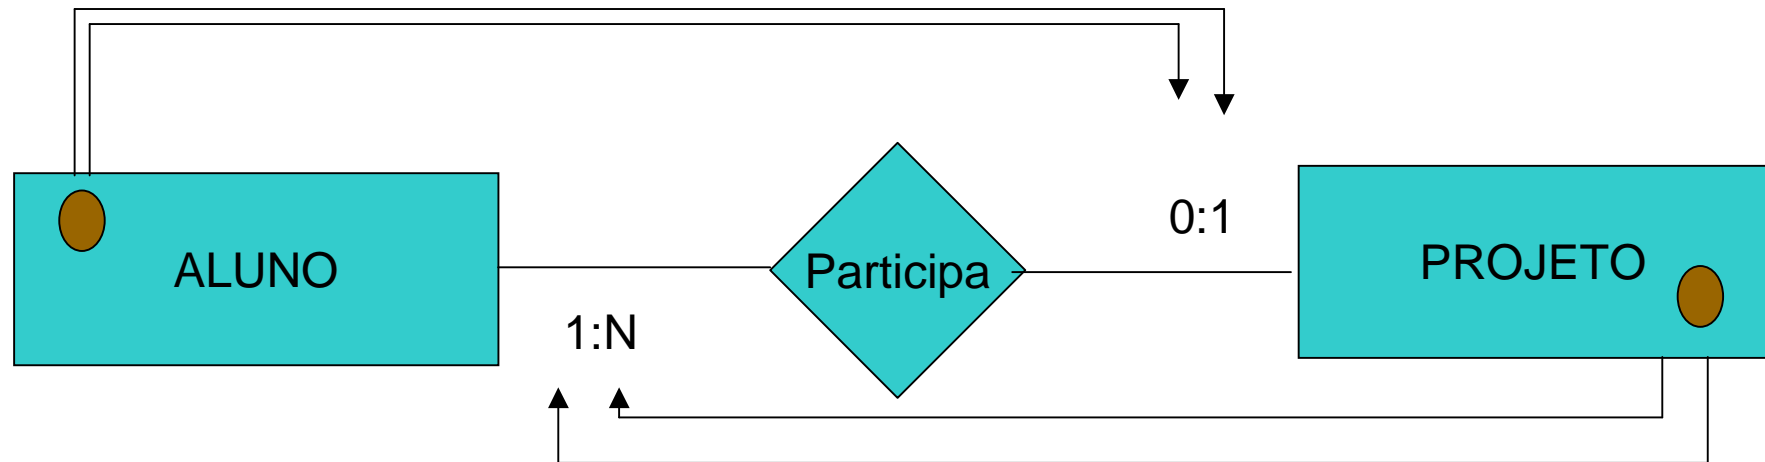 0:1
ALUNO
Participa
PROJETO
1:N